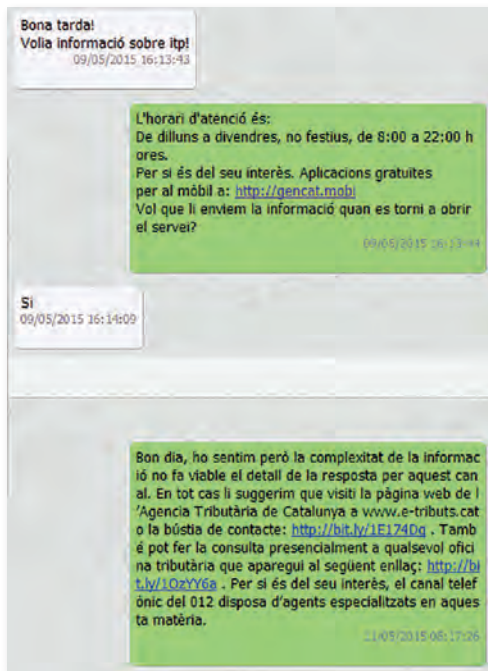 Bona tarda!
Volia informació sobre itp!
09/05/2015 16:13:43
L'horari d'atenció és:
De dilluns a divendres, no festius, de 8:00 a 22:00 h
ores.
Per si és del seu interès. Aplicacions gratuïtes
per al mòbil a: http://gencat.mobi
Vol que li enviem la informació quan es torni a obrir
el servei?
09/05/2015 16:13:44
Si
09/05/2015 16:14:09
Bon dia, ho sentim però la complexitat de la informac
ió no fa viable el detall de la resposta per aquest can
al. En tot cas li suggerim que visiti la pàgina web de l
'Agencia Tributària de Catalunya a www.e-tributs.cat
o la bústia de contacte: http://bit.ly/1E174Dq . Tamb
é pot fer la consulta presencialment a qualsevol ofici
na tributària que aparegui al següent enllaç: http://bi
t.ly/1OzYY6a . Per si és del seu interès, el canal telef
ònic del 012 disposa d'agents especialitzats en aques
ta matèria.
11/05/2015 08:17:26